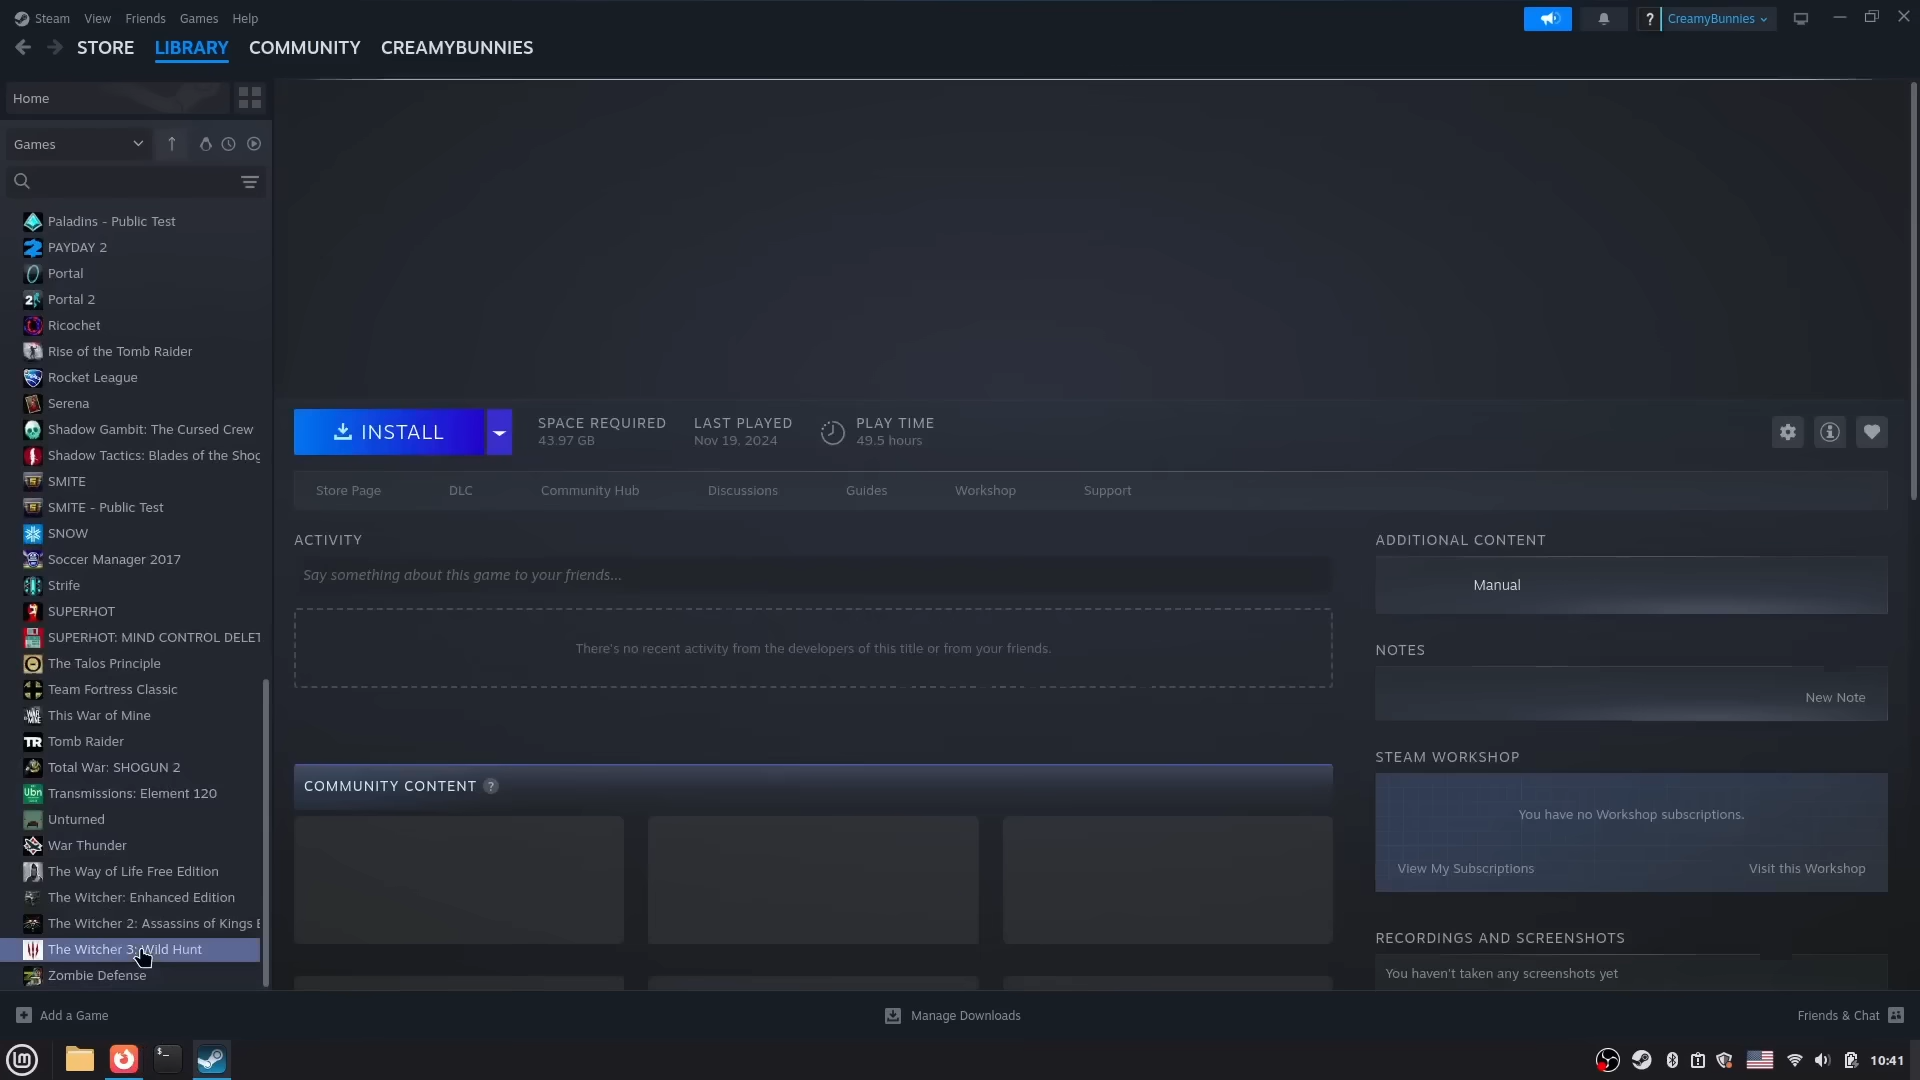 Steam View Friends Games Help
? CreamyBunnies
STORE LIBRARY COMMUNITY CREAMYBUNNIES
Home
Games
Paladins - Public Test
PAYDAY 2
Portal
Portal 2
Ricochet
Rise of the Tomb Raider
Rocket League
Serena
Shadow Gambit: The Cursed Crew
Shadow Tactics: Blades of the Shog
SMITE
SMITE - Public Test
SNOW
Soccer Manager 2017
Strife
SUPERHOT
SUPERHOT: MIND CONTROL DELET
The Talos Principle
Team Fortress Classic
This War of Mine
TR Tomb Raider
Total War: SHOGUN 2
Ubn Transmissions: Element 120
Unturned
War Thunder
The Way of Life Free Edition
The Witcher: Enhanced Edition
The Witcher 2: Assassins of Kings E
The Witcher 3: Wild Hunt
Zombie Defense
INSTALL
SPACE REQUIRED
43.97 GB
LAST PLAYED
Nov 19, 2024
PLAY TIME
49.5 hours
Store Page DLC Community Hub Discussions Guides Workshop Support
ACTIVITY
Say something about this game to your friends...
There's no recent activity from the developers of this title or from your friends.
COMMUNITY CONTENT ?
ADDITIONAL CONTENT
Manual
NOTES
New Note
STEAM WORKSHOP
You have no Workshop subscriptions.
View My Subscriptions Visit this Workshop
RECORDINGS AND SCREENSHOTS
You haven't taken any screenshots yet
Add a Game Manage Downloads Friends & Chat
10:41